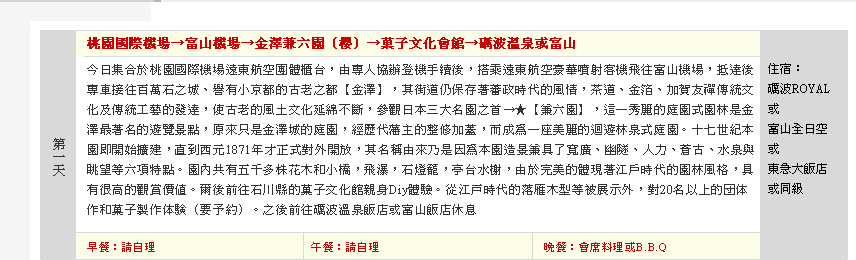 桃園國際機場→富山機場→金澤兼六園〔櫻〕→菓子文化會館→礪波溫泉或富山
第一天
今日集合於桃園國際機場遠東航空團體櫃台，由專人協辦登機手續後，搭乘遠東航空豪華噴射客機飛往富山機場，抵達後
專車接往百萬石之城、譽有小京都的古老之都【金澤】，其街道仍保存著蕃政時代的風情，茶道、金箔、加賀友禪傳統文
化及傳統工藝的發達，使古老的風土文化延綿不斷，參觀日本三大名園之首→★【兼六園】，這一秀麗的庭園式園林是金
澤最著名的遊覽景點，原來只是金澤城的庭園，經歷代藩主的整修加蓋，而成爲一座美麗的迴遊林泉式庭園。十七世紀本
園即開始擴建，直到西元1871年才正式對外開放，其名稱由來乃是因爲本園造景兼具了寬廣、幽隧、人力、蒼古、水泉與
眺望等六項特點。園內共有五千多株花木和小橋，飛瀑，石燈籠，亭台水榭，由於完美的體現著江戶時代的園林風格，具
有很高的觀賞價值。爾後前往石川縣的菓子文化館親身Diy體驗。從江戸時代的落雁木型等被展示外，對20名以上的団体
作和菓子製作体験（要予約）。之後前往礪波溫泉飯店或富山飯店休息
住宿：
礪波ROYAL
或
富山全日空
或
東急大飯店
或同級
早餐：請自理
午餐：請自理
晚餐：會席料理或B.B.Q